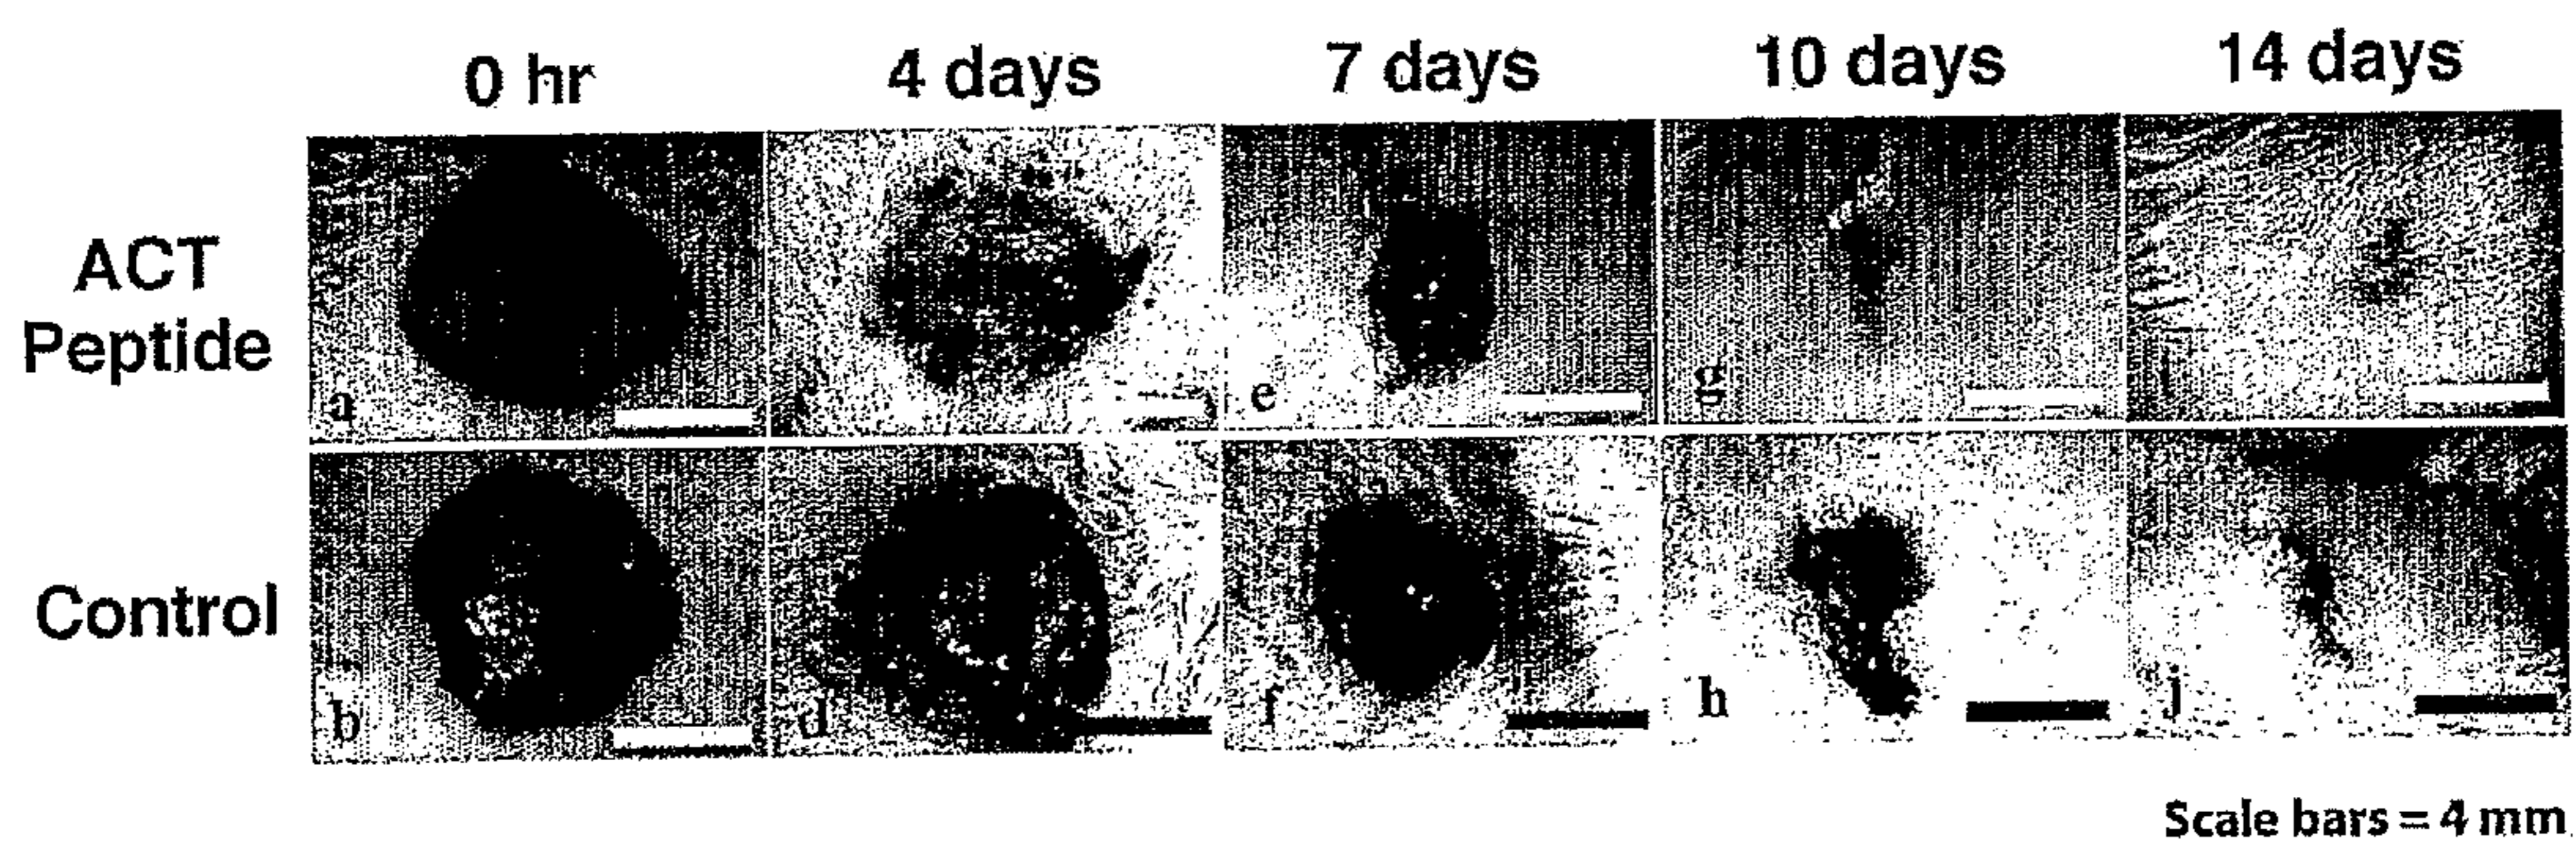 0 hr 4 days 7 days 10 days 14 days
ACT
Peptide
a e g
Control
b d f h j
Scale bars = 4 mm